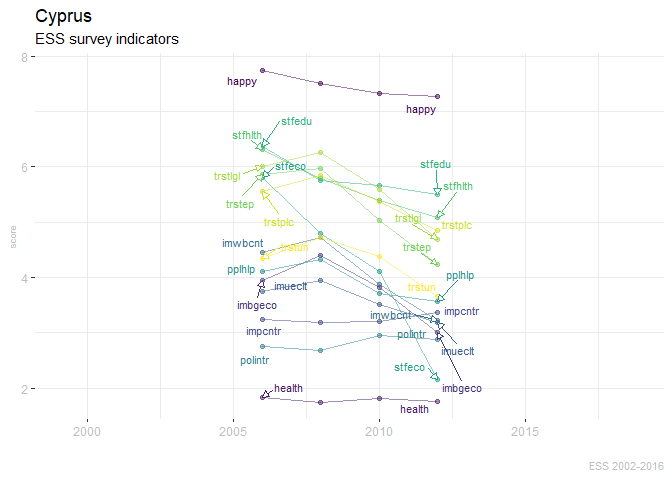 Cyprus
ESS survey indicators
8
happy
happy
stfedu
stfhlth
stfedu
6
stfeco
trstlgl
stfhlth
trstep
trstlgl
trstplc
trstplc
imwbcnt
trstun
trstep
score
4
pplhlp
pplhlp
imueclt
trstun
imbgeco
impcntr
imwbcnt
impcntr
polintr
imueclt
polintr
stfeco
2
health
imbgeco
health
2000
2005
2010
2015
ESS 2002-2016